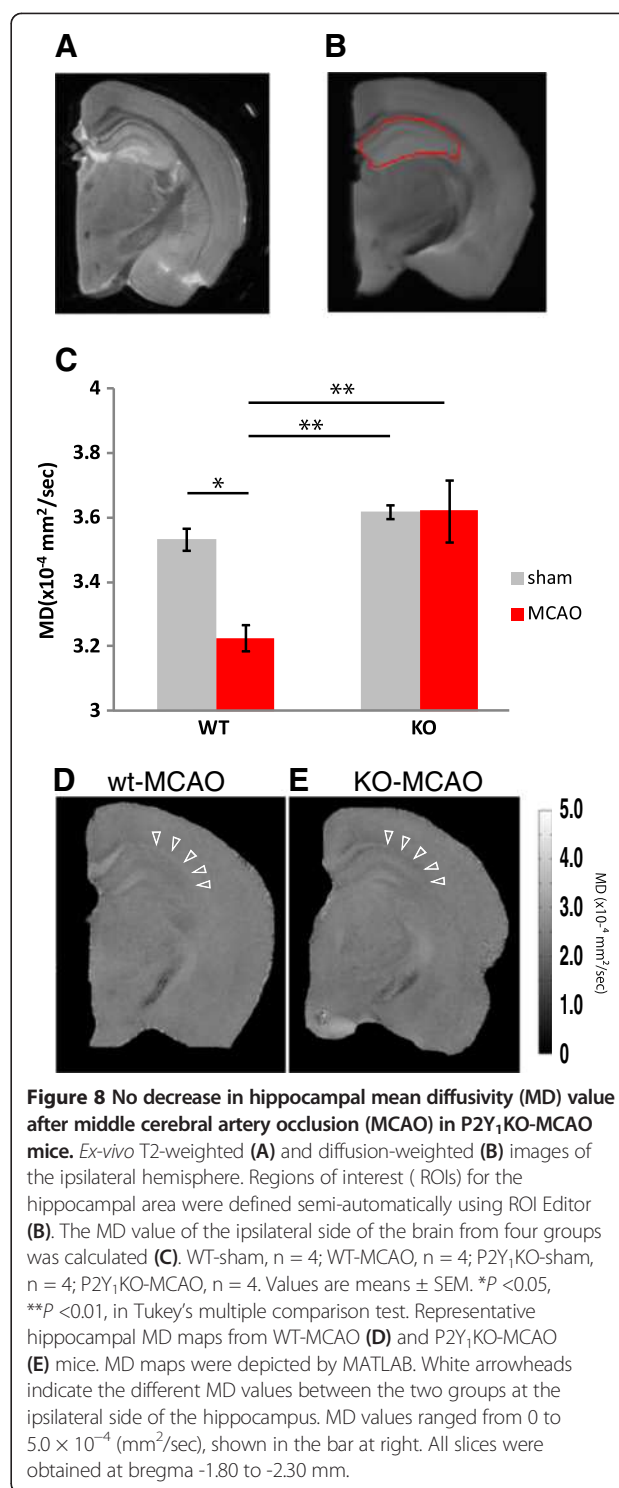 A
B
C
4
3.8
3.6
3.4
3.2
3
MD(x10-4 mm2/sec)
*
**
**
sham
MCAO
WT
KO
D wt-MCAO
E KO-MCAO
5.0
4.0
3.0
2.0
1.0
0
MD (x10-4 mm2/sec)
Figure 8 No decrease in hippocampal mean diffusivity (MD) value
after middle cerebral artery occlusion (MCAO) in P2Y1KO-MCAO
mice. Ex-vivo T2-weighted (A) and diffusion-weighted (B) images of
the ipsilateral hemisphere. Regions of interest ( ROIs) for the
hippocampal area were defined semi-automatically using ROI Editor
(B). The MD value of the ipsilateral side of the brain from four groups
was calculated (C). WT-sham, n = 4; WT-MCAO, n = 4; P2Y1KO-sham,
n = 4; P2Y1KO-MCAO, n = 4. Values are means ± SEM. *P <0.05,
**P <0.01, in Tukey's multiple comparison test. Representative
hippocampal MD maps from WT-MCAO (D) and P2Y1KO-MCAO
(E) mice. MD maps were depicted by MATLAB. White arrowheads
indicate the different MD values between the two groups at the
ipsilateral side of the hippocampus. MD values ranged from 0 to
5.0 × 10−4 (mm2/sec), shown in the bar at right. All slices were
obtained at bregma -1.80 to -2.30 mm.